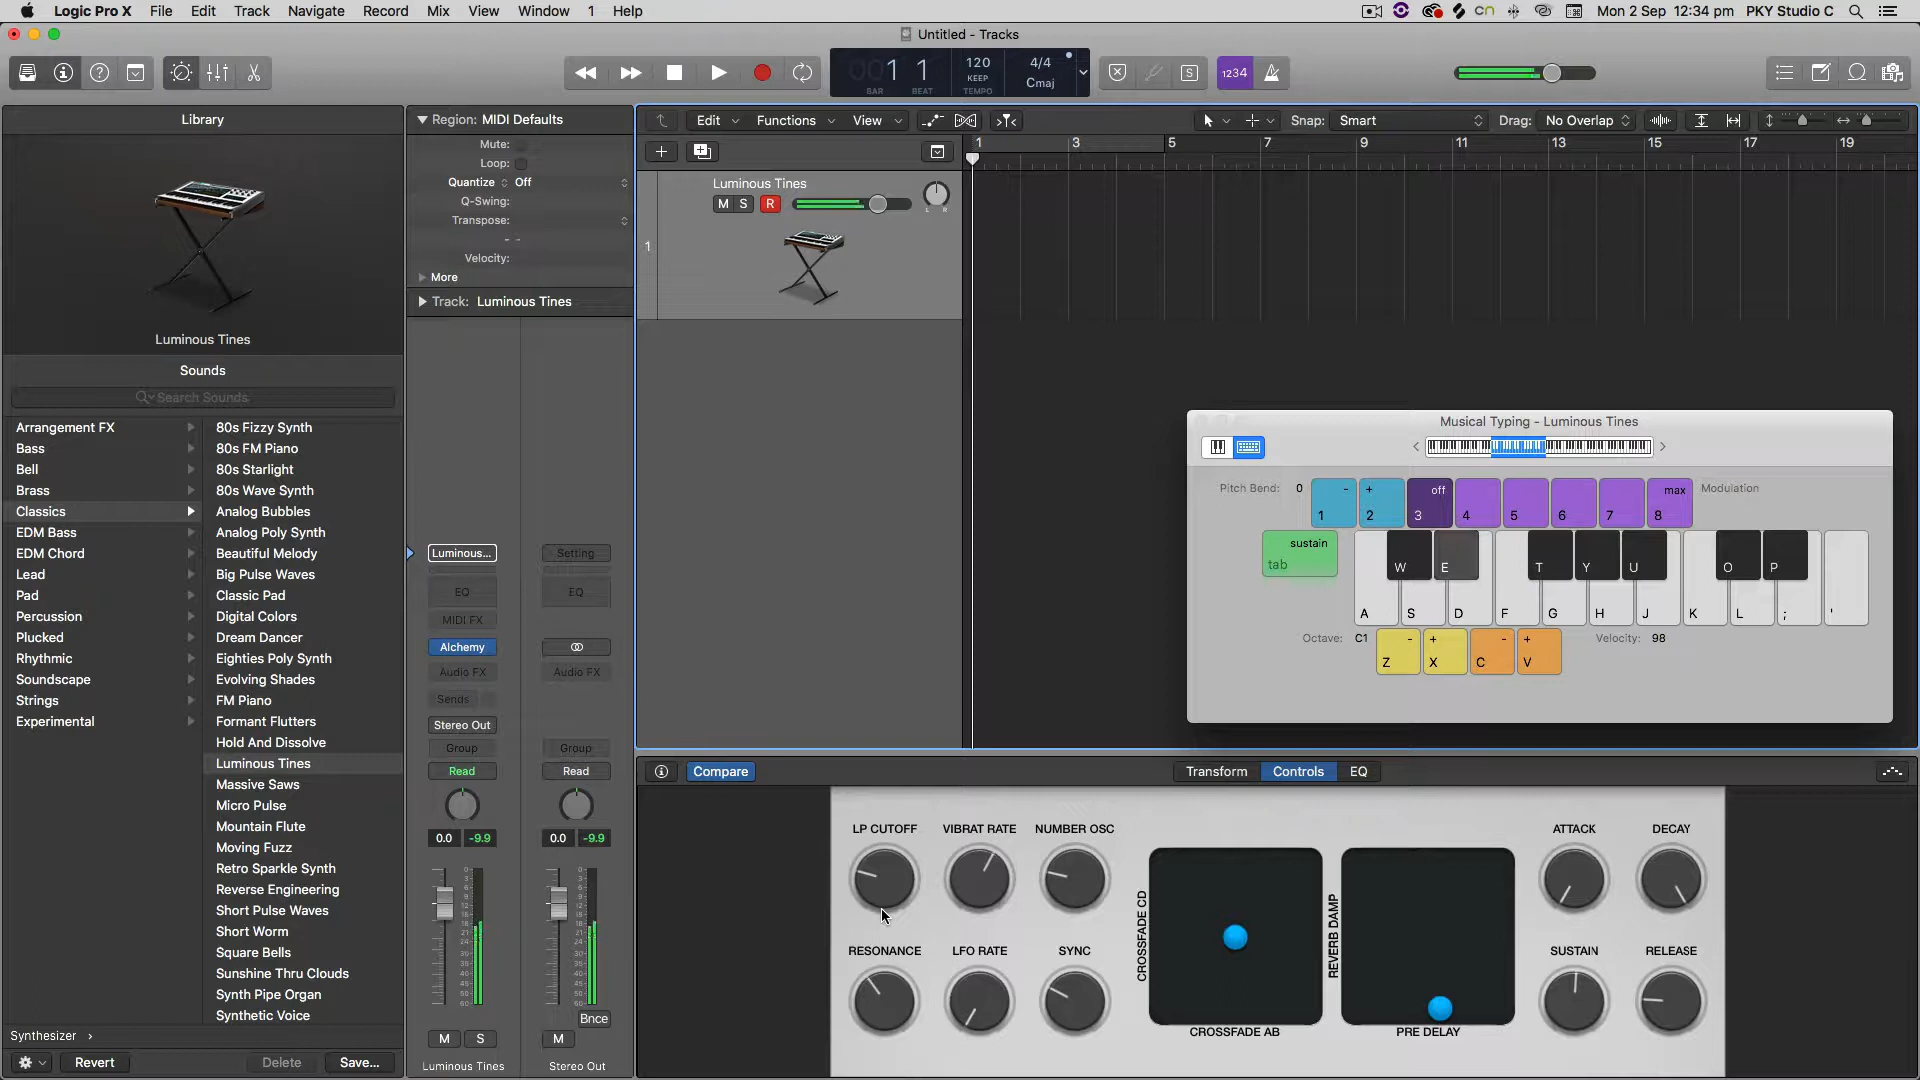 Logic Pro X File Edit Track Navigate Record Mix View Window 1 Help
Mon 2 Sep 12:34 pm PKY Studio C
Untitled - Tracks
1 1
BAR BEAT
120
KEEP
TEMPO
4/4
Cmaj
S
1234
Library
Luminous Tines
Sounds
Search Sounds
Arrangement FX
Bass
Bell
Brass
Classics
EDM Bass
EDM Chord
Lead
Pad
Percussion
Plucked
Rhythmic
Soundscape
Strings
Experimental
80s Fizzy Synth
80s FM Piano
80s Starlight
80s Wave Synth
Analog Bubbles
Analog Poly Synth
Beautiful Melody
Big Pulse Waves
Classic Pad
Digital Colors
Dream Dancer
Eighties Poly Synth
Evolving Shades
FM Piano
Formant Flutters
Hold And Dissolve
Luminous Tines
Massive Saws
Micro Pulse
Mountain Flute
Moving Fuzz
Retro Sparkle Synth
Reverse Engineering
Short Pulse Waves
Short Worm
Square Bells
Sunshine Thru Clouds
Synth Pipe Organ
Synthetic Voice
Synthesizer
Revert Delete Save...
Region: MIDI Defaults
Mute:
Loop:
Quantize Off
Q-Swing:
Transpose:
- -
Velocity:
More
Track: Luminous Tines
Luminous... Setting
EQ EQ
MIDI FX
Alchemy
Audio FX Audio FX
Sends
Stereo Out
Group Group
Read Read
0.0 -9.9 0.0 -9.9
Bnce
M S M
Luminous Tines Stereo Out
Edit Functions View
Snap: Smart Drag: No Overlap
1 3 5 7 9 11 13 15 17 19
Luminous Tines
M S R
L R
1
Musical Typing - Luminous Tines
Pitch Bend: 0
- + off max Modulation
1 2 3 4 5 6 7 8
sustain
tab
W E T Y U O P
A S D F G H J K L ; '
Octave: C1 - + - + Velocity: 98
Z X C V
Compare
Transform Controls EQ
LP CUTOFF VIBRAT RATE NUMBER OSC
RESONANCE LFO RATE SYNC
CROSSFADE CD
CROSSFADE AB
REVERB DAMP
PRE DELAY
ATTACK DECAY
SUSTAIN RELEASE